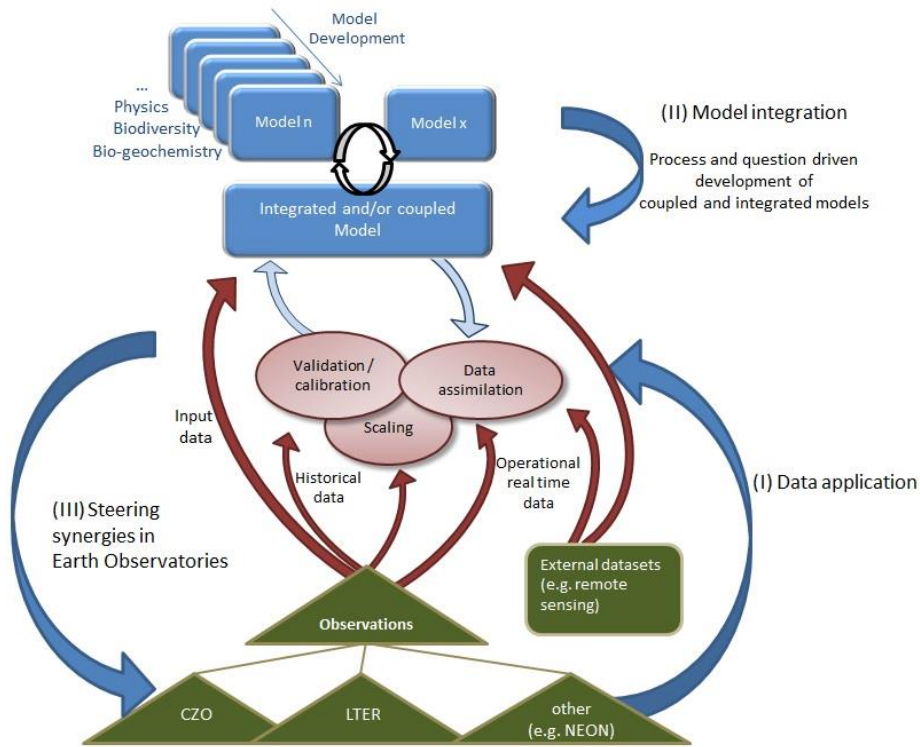 Model
Development
...
Physics
Biodiversity
Bio-geochemistry
Model n
Model x
Integrated and/or coupled
Model
(II) Model integration
Process and question driven
development of
coupled and integrated models
Validation /
calibration
Data
assimilation
Scaling
Input
data
Historical
data
Operational
real time
data
(I) Data application
(III) Steering
synergies in
Earth Observatories
External datasets
(e.g. remote
sensing)
Observations
CZO
LTER
other
(e.g. NEON)